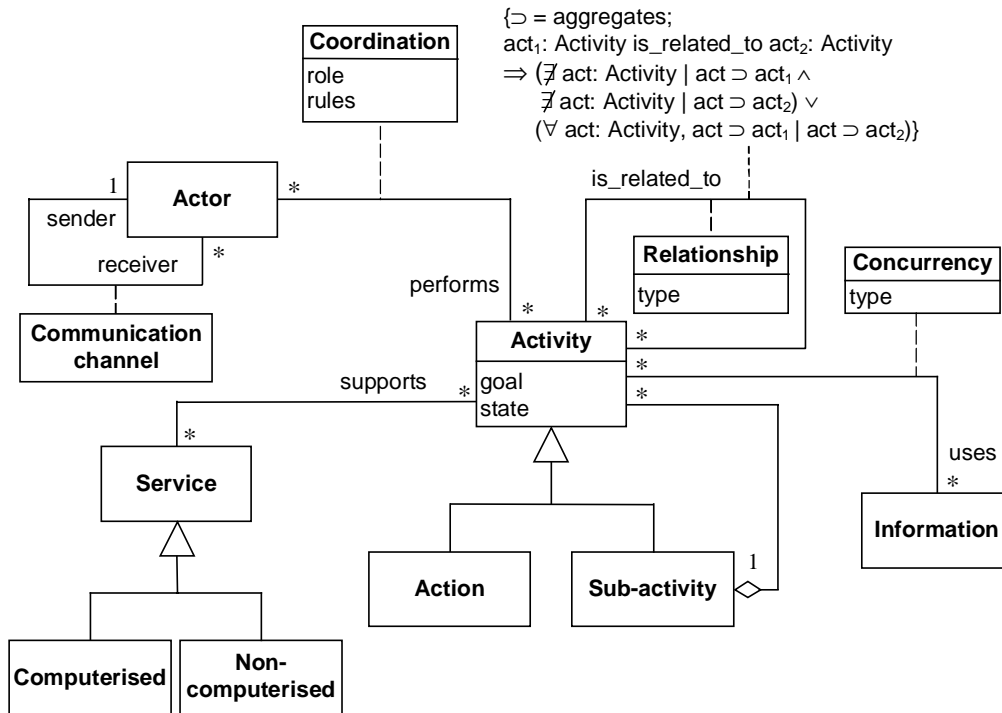 {⊃ = aggregates;
act₁: Activity is_related_to act₂: Activity
⇒ (∄ act: Activity | act ⊃ act₁ ∧
∄ act: Activity | act ⊃ act₂) ∨
(∀ act: Activity, act ⊃ act₁ | act ⊃ act₂)}
Coordination
role
rules
1
sender
Actor
*
receiver
*
Communication
channel
performs
*
is_related_to
Relationship
type
*
*
Concurrency
type
Activity
goal
state
*
*
supports
*
*
Service
uses
*
Information
Action
Sub-activity
1
Computerised
Non-
computerised